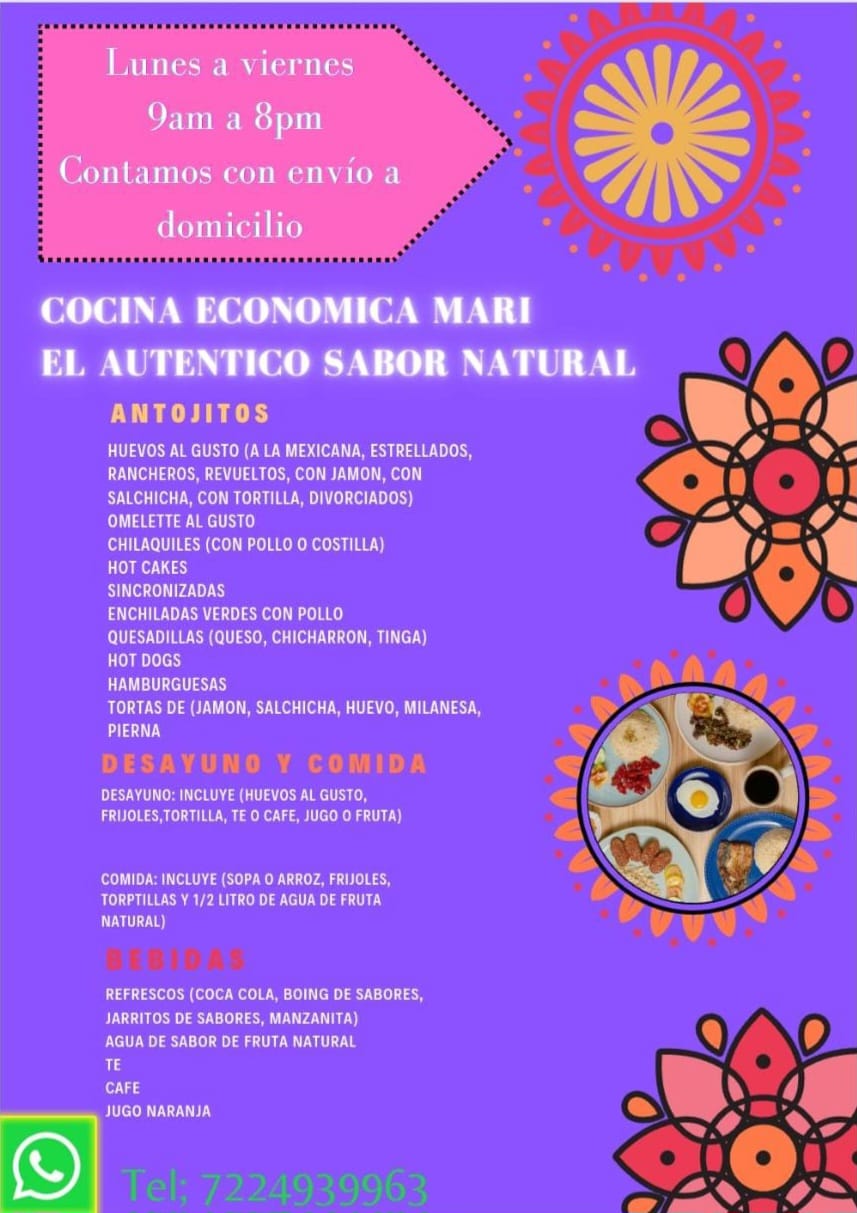 Lunes a viernes
9am a 8pm
Contamos con envío a
domicilio
COCINA ECONOMICA MARI
EL AUTENTICO SABOR NATURAL
ANTOJITOS
HUEVOS AL GUSTO (A LA MEXICANA, ESTRELLADOS,
RANCHEROS, REVUELTOS, CON JAMON, CON
SALCHICHA, CON TORTILLA, DIVORCIADOS)
OMELETTE AL GUSTO
CHILAQUILES (CON POLLO O COSTILLA)
HOT CAKES
SINCRONIZADAS
ENCHILADAS VERDES CON POLLO
QUESADILLAS (QUESO, CHICHARRON, TINGA)
HOT DOGS
HAMBURGUESAS
TORTAS DE (JAMON, SALCHICHA, HUEVO, MILANESA,
PIERNA
DESAYUNO Y COMIDA
DESAYUNO: INCLUYE (HUEVOS AL GUSTO,
FRIJOLES,TORTILLA, TE O CAFE, JUGO O FRUTA)
COMIDA: INCLUYE (SOPA O ARROZ, FRIJOLES,
TORPTILLAS Y 1/2 LITRO DE AGUA DE FRUTA
NATURAL)
BEBIDAS
REFRESCOS (COCA COLA, BOING DE SABORES,
JARRITOS DE SABORES, MANZANITA)
AGUA DE SABOR DE FRUTA NATURAL
TE
CAFE
JUGO NARANJA
Tel; 7224939963